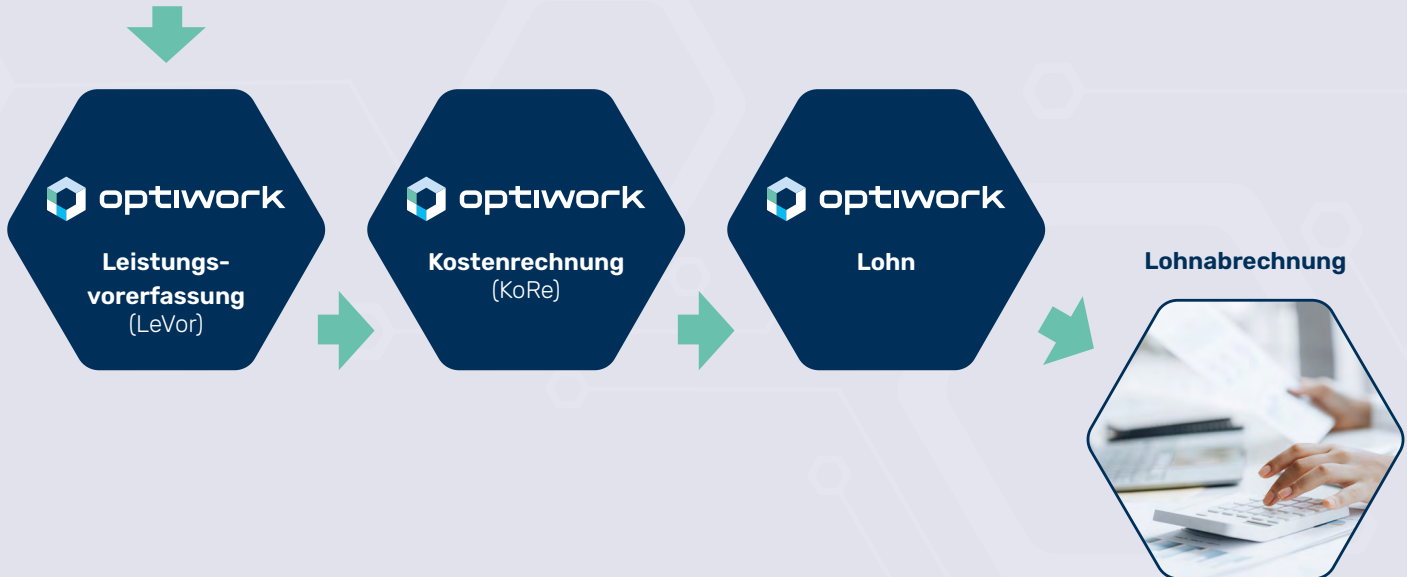 optiwork
Leistungs-
vorerfassung
(LeVor)
optiwork
Kostenrechnung
(KoRe)
optiwork
Lohn
Lohnabrechnung